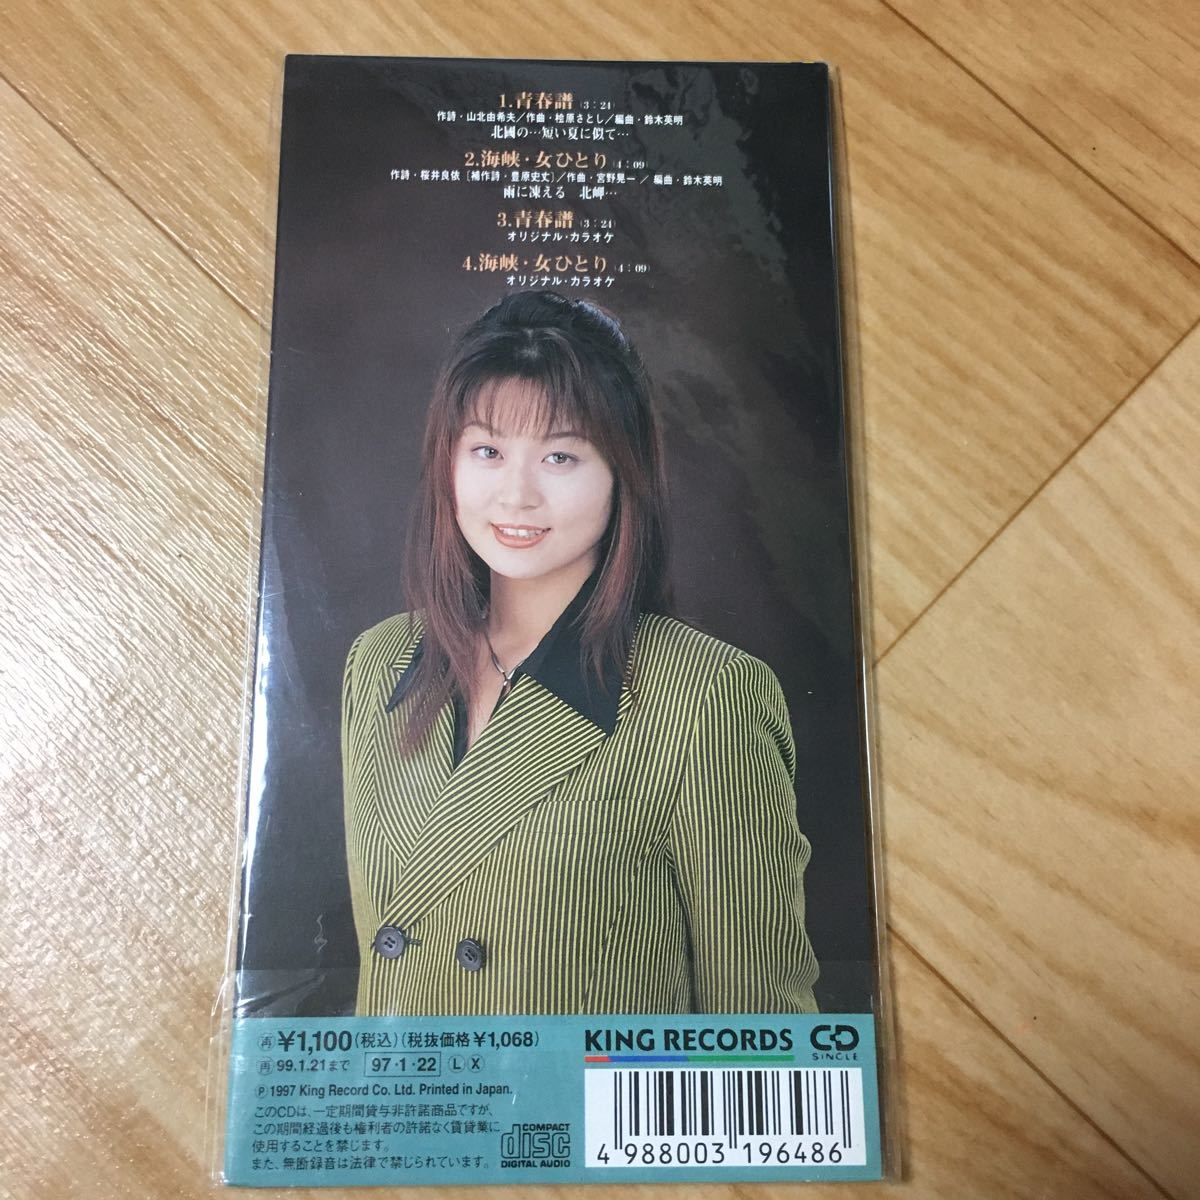 1.青春譜(3:24)
作詩・山北由希夫／作曲・桧原さとし／編曲・鈴木英明
北國の…短い夏に似て…
2.海峡・女ひとり(4:09)
作詩・桜井良依〔補作詩・豊原史丈〕／作曲・宮野晃一／編曲・鈴木英明
雨に凍える 北岬…
3.青春譜(3:24)
オリジナル・カラオケ
4.海峡・女ひとり(4:09)
オリジナル・カラオケ
再 ¥1,100(税込)(税抜価格¥1,068)
再 99.1.21まで 97・1・22 L X
Ⓟ1997 King Record Co. Ltd. Printed in Japan.
このCDは、一定期間貸与非許諾商品ですが、
この期間経過後も権利者の許諾なく賃貸業に
使用することを禁じます。
また、無断録音は法律で禁じられています。
COMPACT
disc
DIGITAL AUDIO
KING RECORDS
CD
SINGLE
4 988003 196486